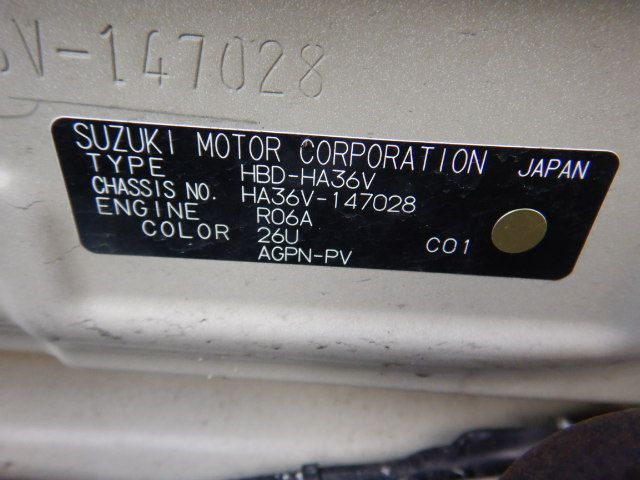 V-147028
SUZUKI MOTOR CORPORATION JAPAN
TYPE HBD-HA36V
CHASSIS NO. HA36V-147028
ENGINE R06A
COLOR 26U C01
AGPN-PV